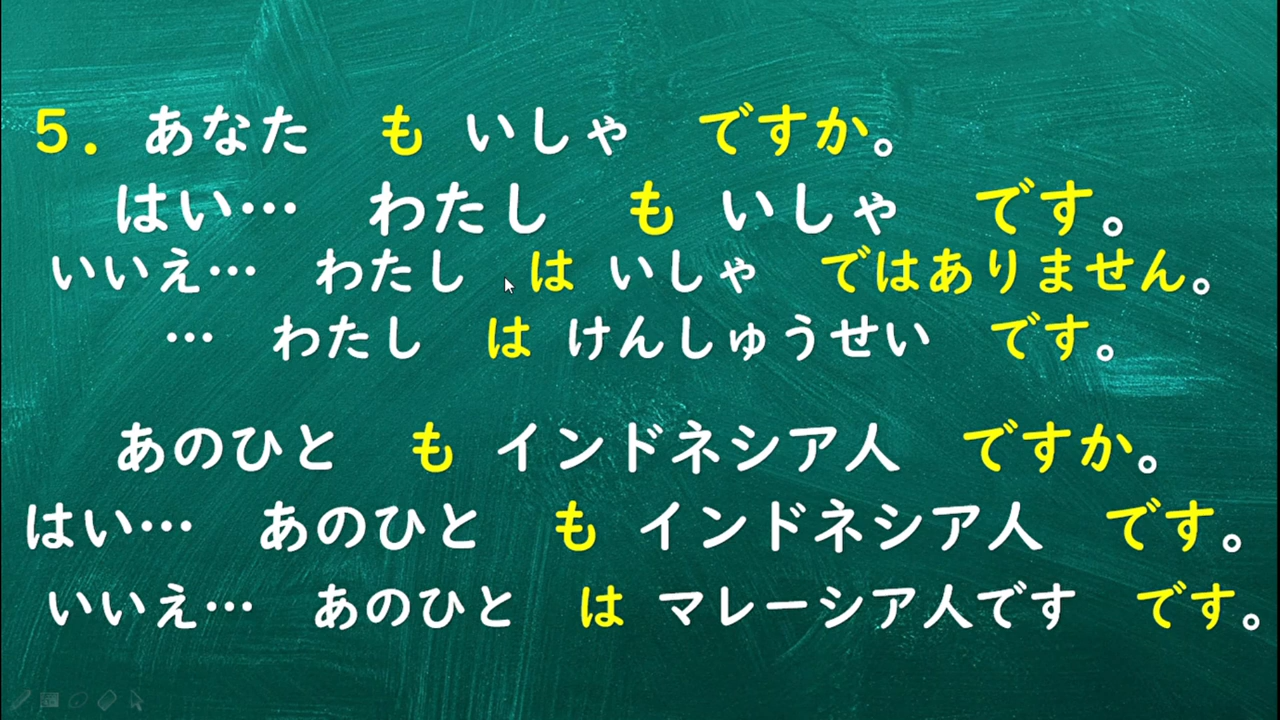 ５．あなた　も　いしゃ　ですか。
はい…　わたし　も　いしゃ　です。
いいえ…　わたし　は　いしゃ　ではありません。
…　わたし　は　けんしゅうせい　です。
あのひと　も　インドネシア人　ですか。
はい…　あのひと　も　インドネシア人　です。
いいえ…　あのひと　は　マレーシア人です　です。